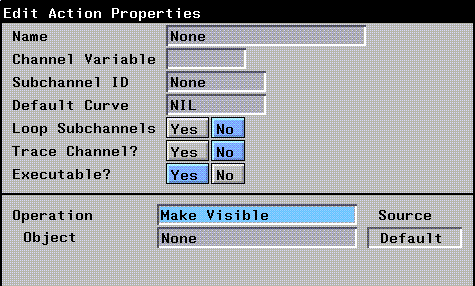 Edit Action Properties
Name None
Channel Variable
Subchannel ID None
Default Curve NIL
Loop Subchannels Yes No
Trace Channel? Yes No
Executable? Yes No
Operation Make Visible Source
Object None Default